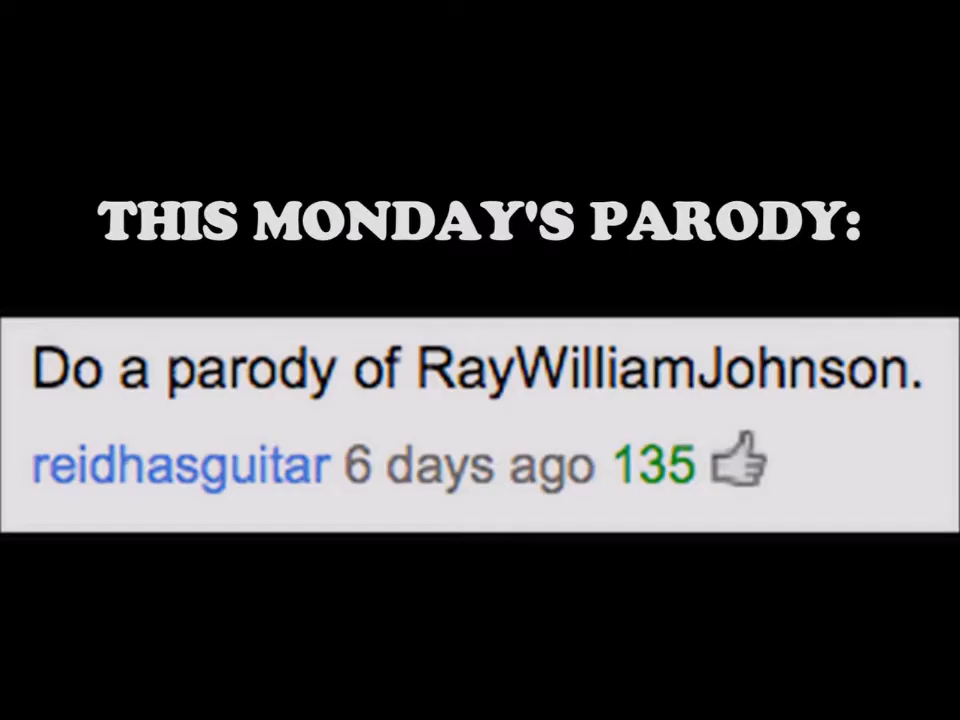 THIS MONDAY'S PARODY:
Do a parody of RayWilliamJohnson.
reidhasguitar 6 days ago 135